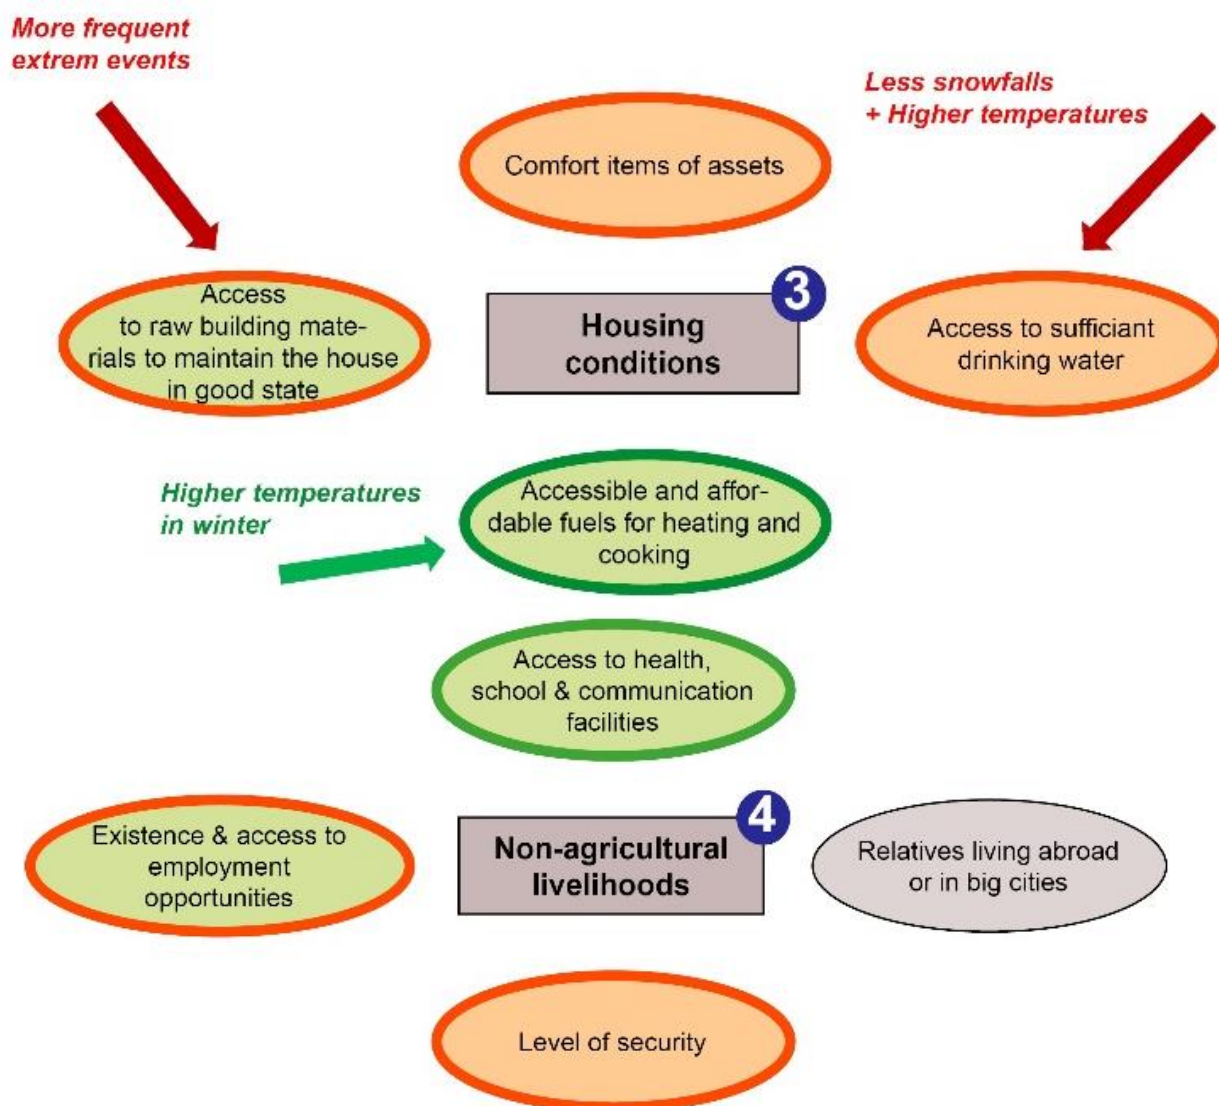 More frequent
extrem events
Less snowfalls
+ Higher temperatures
Comfort items of assets
Access
to raw building mate-
rials to maintain the house
in good state
3
Housing
conditions
Access to sufficiant
drinking water
Higher temperatures
in winter
Accessible and affor-
dable fuels for heating and
cooking
Access to health,
school & communication
facilities
Existence & access to
employment
opportunities
4
Non-agricultural
livelihoods
Relatives living abroad
or in big cities
Level of security